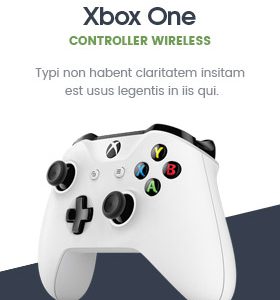 Xbox One
CONTROLLER WIRELESS
Typi non habent claritatem insitam
est usus legentis in iis qui.
Y
X B
A